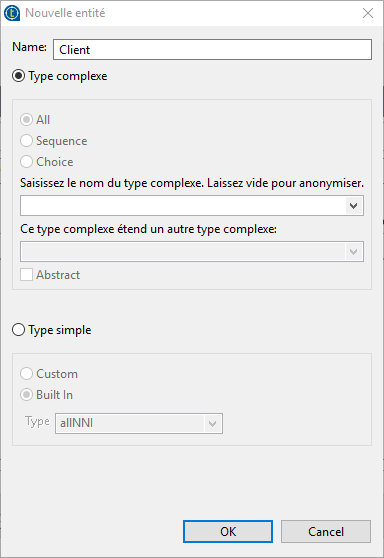 Nouvelle entité
Name: Client
Type complexe
All
Sequence
Choice
Saisissez le nom du type complexe. Laissez vide pour anonymiser.
Ce type complexe étend un autre type complexe:
Abstract
Type simple
Custom
Built In
Type allNNI
OK Cancel